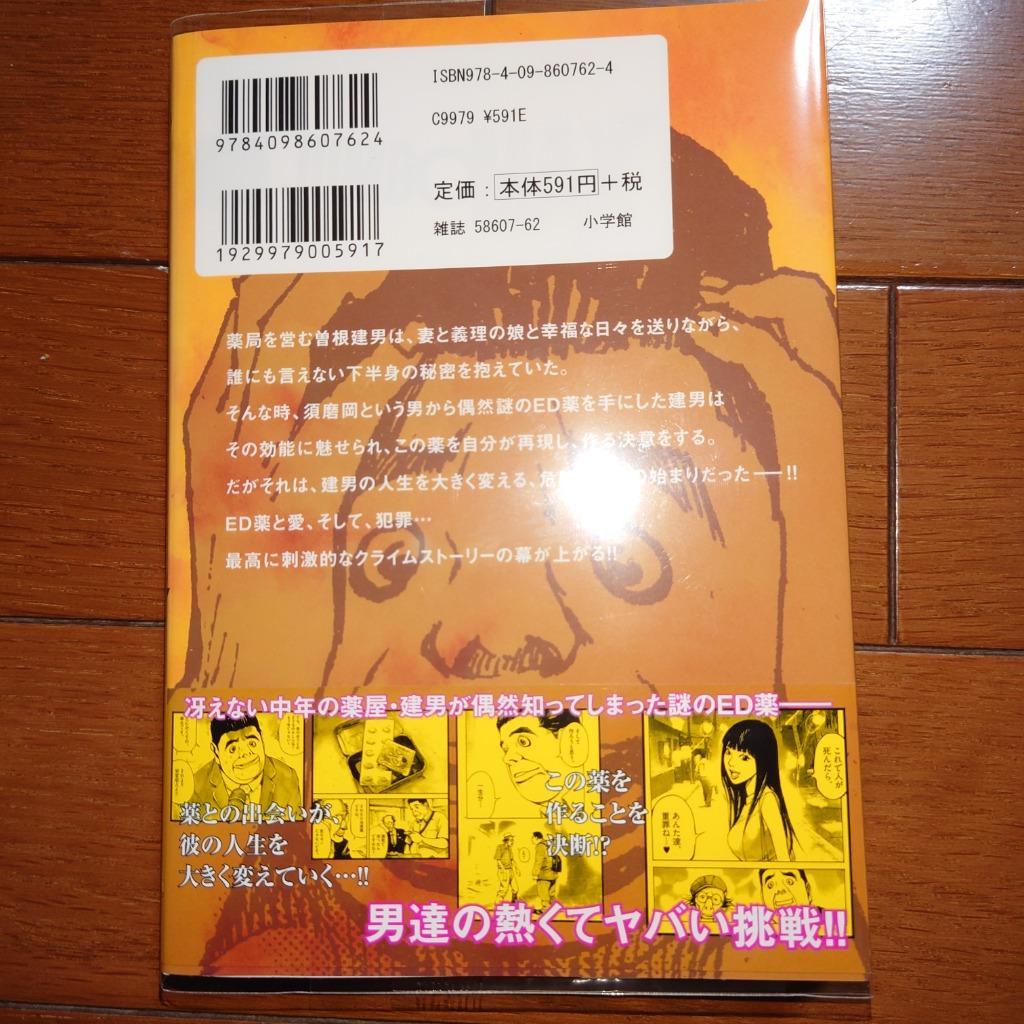 ISBN978-4-09-860762-4
9784098607624
C9979 ¥591E
定価：本体591円＋税
1929979005917
雑誌 58607-62 小学館
薬局を営む曽根建男は、妻と義理の娘と幸福な日々を送りながら、
誰にも言えない下半身の秘密を抱えていた。
そんな時、須磨岡という男から偶然謎のED薬を手にした建男は
その効能に魅せられ、この薬を自分が再現し、作る決意をする。
だがそれは、建男の人生を大きく変える、危 の始まりだった——!!
ED薬と愛、そして、犯罪…
最高に刺激的なクライムストーリーの幕が上がる!!
冴えない中年の薬屋・建男が偶然知ってしまった謎のED薬——
これで人が
死んだら、
あんた達、
重罪ね…♥
薬との出会いが、
彼の人生を
大きく変えていく…!!
この薬を
作ることを
決断!?
男達の熱くてヤバい挑戦!!